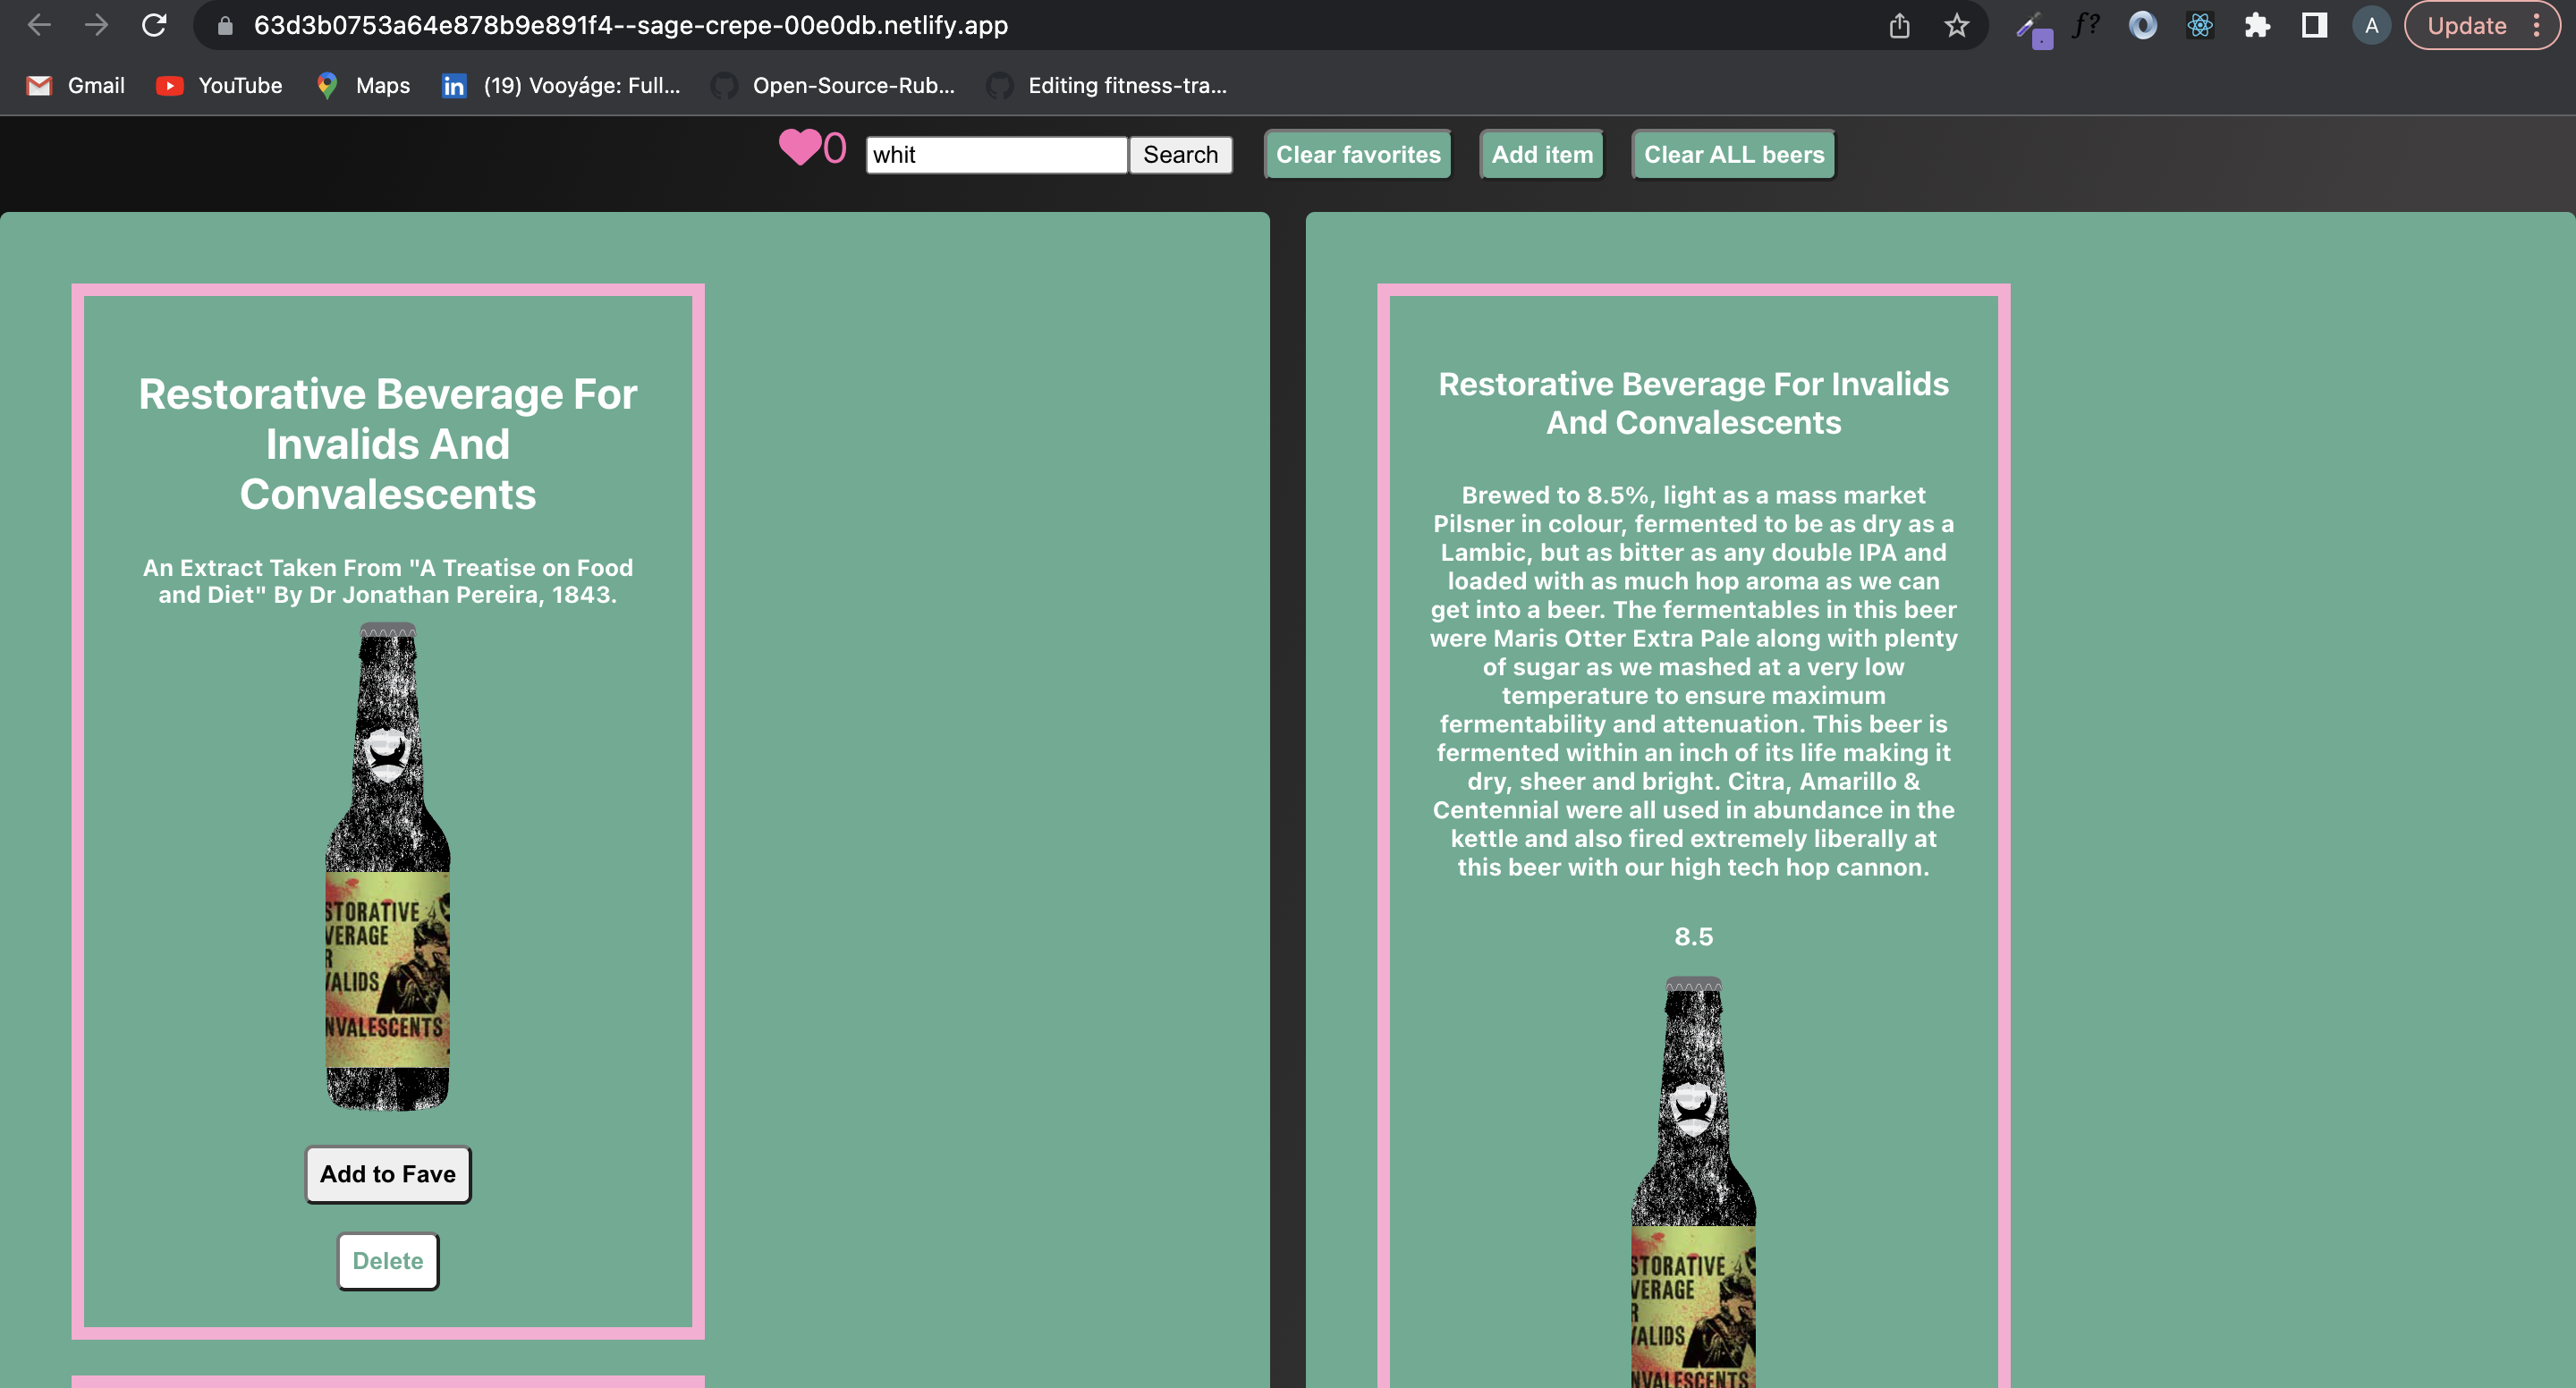 63d3b0753a64e878b9e891f4--sage-crepe-00e0db.netlify.app
f?
A
Update
Gmail
YouTube
Maps
in
(19) Vooyáge: Full...
Open-Source-Rub...
Editing fitness-tra...
0
whit
Search
Clear favorites
Add item
Clear ALL beers
Restorative Beverage For
Invalids And
Convalescents
An Extract Taken From "A Treatise on Food
and Diet" By Dr Jonathan Pereira, 1843.
STORATIVE
VERAGE
R
VALIDS
NVALESCENTS
Add to Fave
Delete
Restorative Beverage For Invalids
And Convalescents
Brewed to 8.5%, light as a mass market
Pilsner in colour, fermented to be as dry as a
Lambic, but as bitter as any double IPA and
loaded with as much hop aroma as we can
get into a beer. The fermentables in this beer
were Maris Otter Extra Pale along with plenty
of sugar as we mashed at a very low
temperature to ensure maximum
fermentability and attenuation. This beer is
fermented within an inch of its life making it
dry, sheer and bright. Citra, Amarillo &
Centennial were all used in abundance in the
kettle and also fired extremely liberally at
this beer with our high tech hop cannon.
8.5
STORATIVE
VERAGE
R
VALIDS
NVALESCENTS